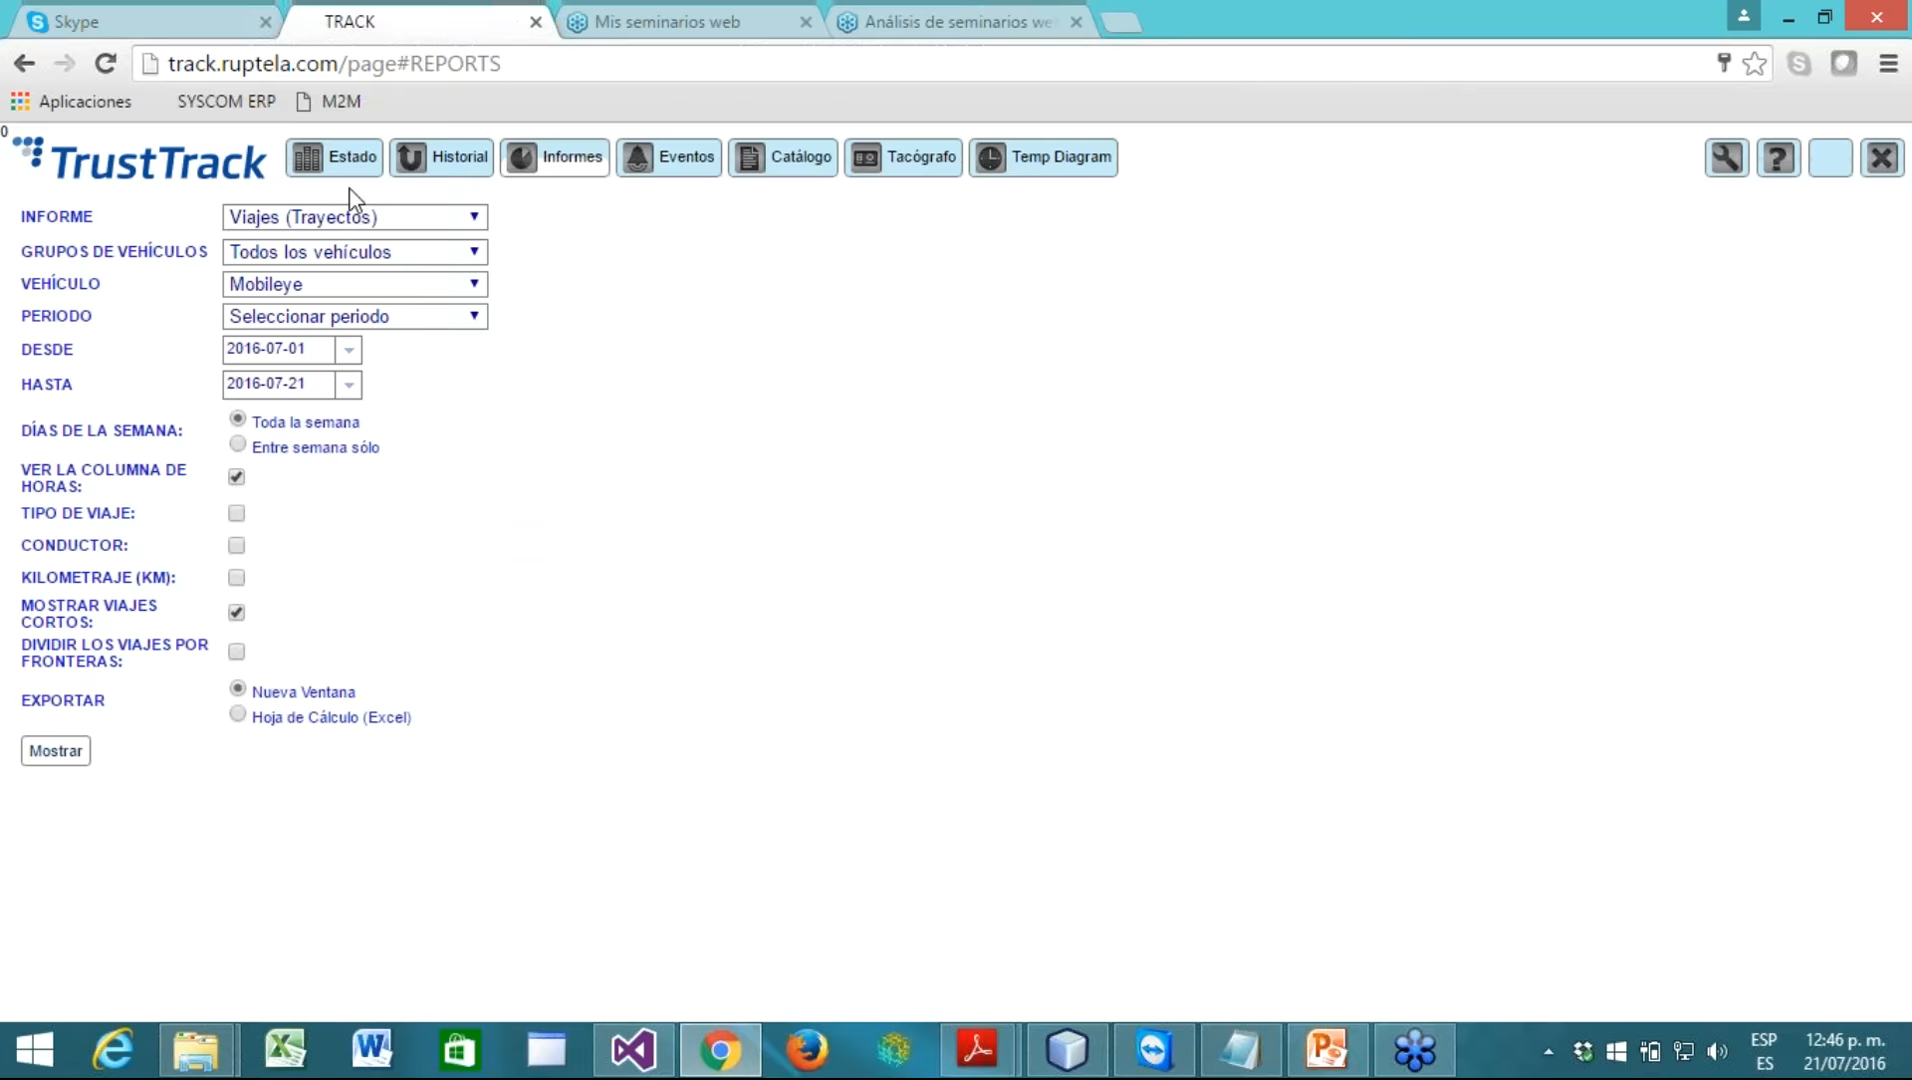 Skype
TRACK
Mis seminarios web
Análisis de seminarios we
track.ruptela.com/page#REPORTS
Aplicaciones
SYSCOM ERP
M2M
0
TrustTrack
Estado
Historial
Informes
Eventos
Catálogo
Tacógrafo
Temp Diagram
INFORME
Viajes (Trayectos)
GRUPOS DE VEHÍCULOS
Todos los vehículos
VEHÍCULO
Mobileye
PERIODO
Seleccionar periodo
DESDE
2016-07-01
HASTA
2016-07-21
DÍAS DE LA SEMANA:
Toda la semana
Entre semana sólo
VER LA COLUMNA DE
HORAS:
TIPO DE VIAJE:
CONDUCTOR:
KILOMETRAJE (KM):
MOSTRAR VIAJES
CORTOS:
DIVIDIR LOS VIAJES POR
FRONTERAS:
EXPORTAR
Nueva Ventana
Hoja de Cálculo (Excel)
Mostrar
ESP
ES
12:46 p. m.
21/07/2016